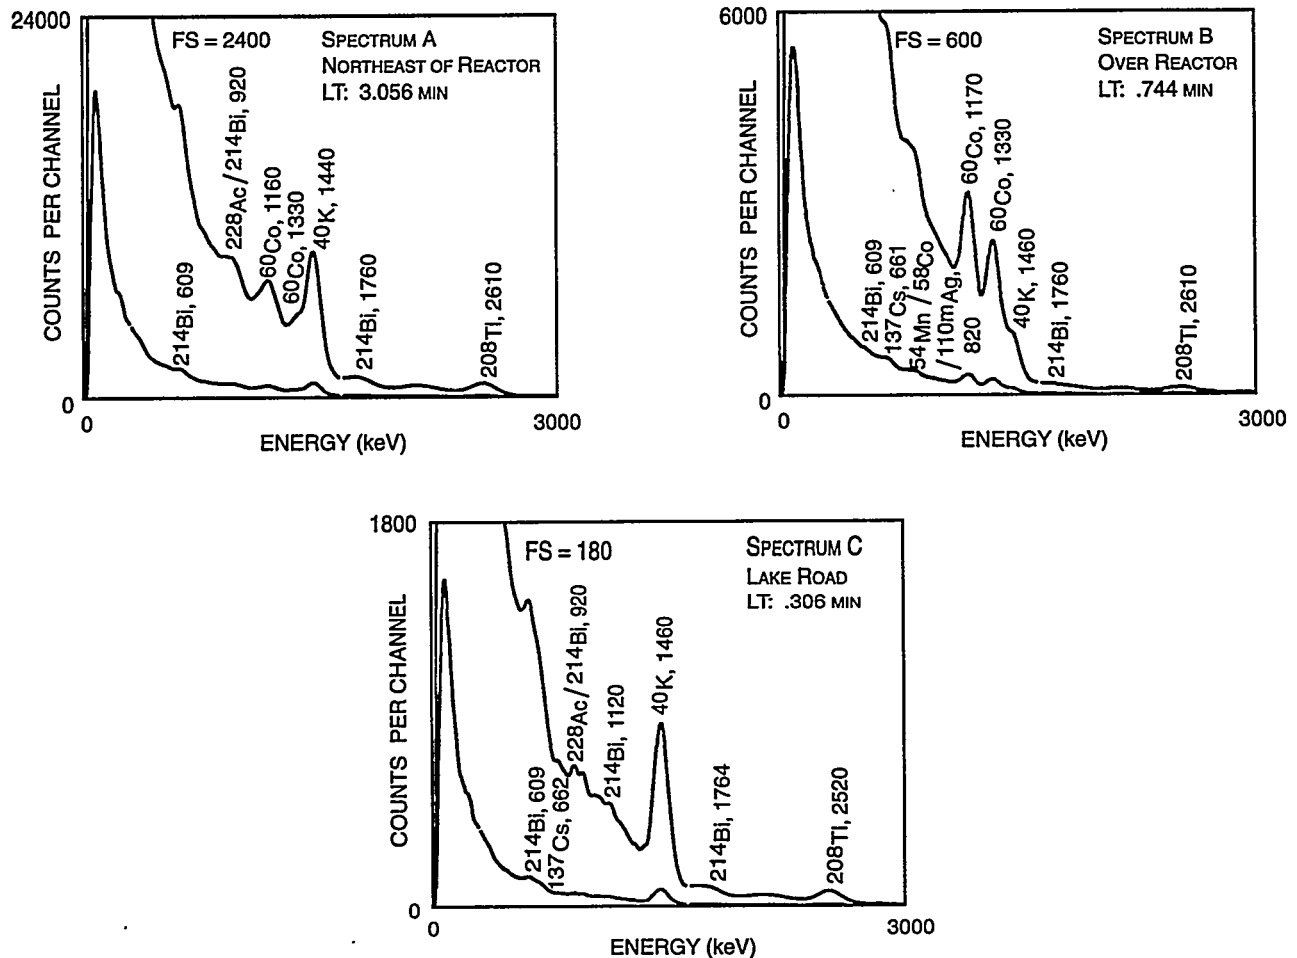 24000
FS = 2400
SPECTRUM A
NORTHEAST OF REACTOR
LT: 3.056 MIN
COUNTS PER CHANNEL
214Bi, 609
228Ac/214Bi, 920
60Co, 1160
60Co, 1330
40K, 1440
214Bi, 1760
208Tl, 2610
0
0
3000
ENERGY (keV)
6000
FS = 600
SPECTRUM B
OVER REACTOR
LT: .744 MIN
COUNTS PER CHANNEL
214Bi, 609
137Cs, 661
54Mn / 58Co
/110mAg,
820
60Co, 1170
60Co, 1330
40K, 1460
214Bi, 1760
208Tl, 2610
0
0
3000
ENERGY (keV)
1800
FS = 180
SPECTRUM C
LAKE ROAD
LT: .306 MIN
COUNTS PER CHANNEL
214Bi, 609
137Cs, 662
228Ac/214Bi, 920
214Bi, 1120
40K, 1460
214Bi, 1764
208Tl, 2520
0
0
3000
ENERGY (keV)